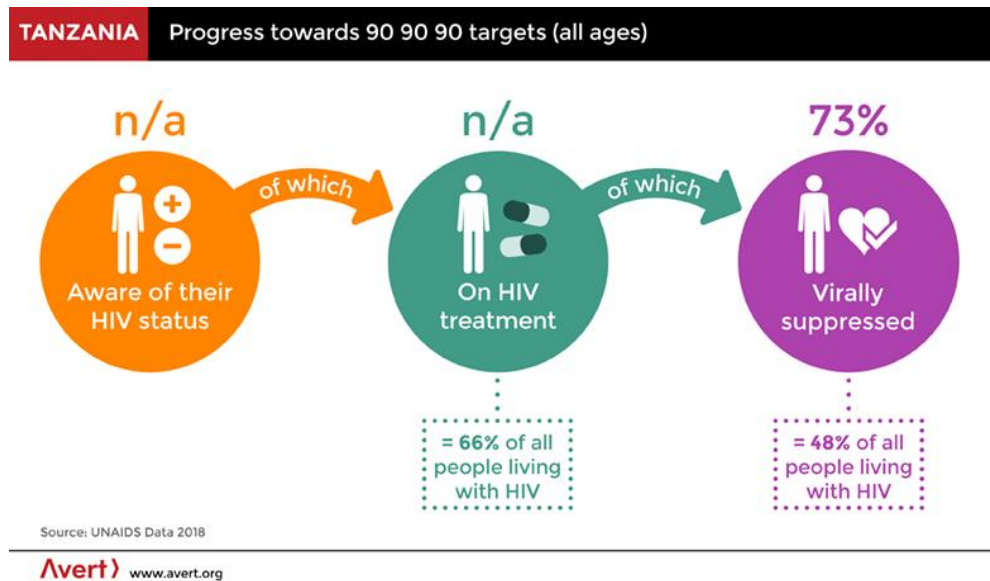 TANZANIA Progress towards 90 90 90 targets (all ages)
n/a
of which
n/a
of which
73%
+
−
Aware of their
HIV status
On HIV
treatment
Virally
suppressed
= 66% of all
people living
with HIV
= 48% of all
people living
with HIV
Source: UNAIDS Data 2018
Avert www.avert.org